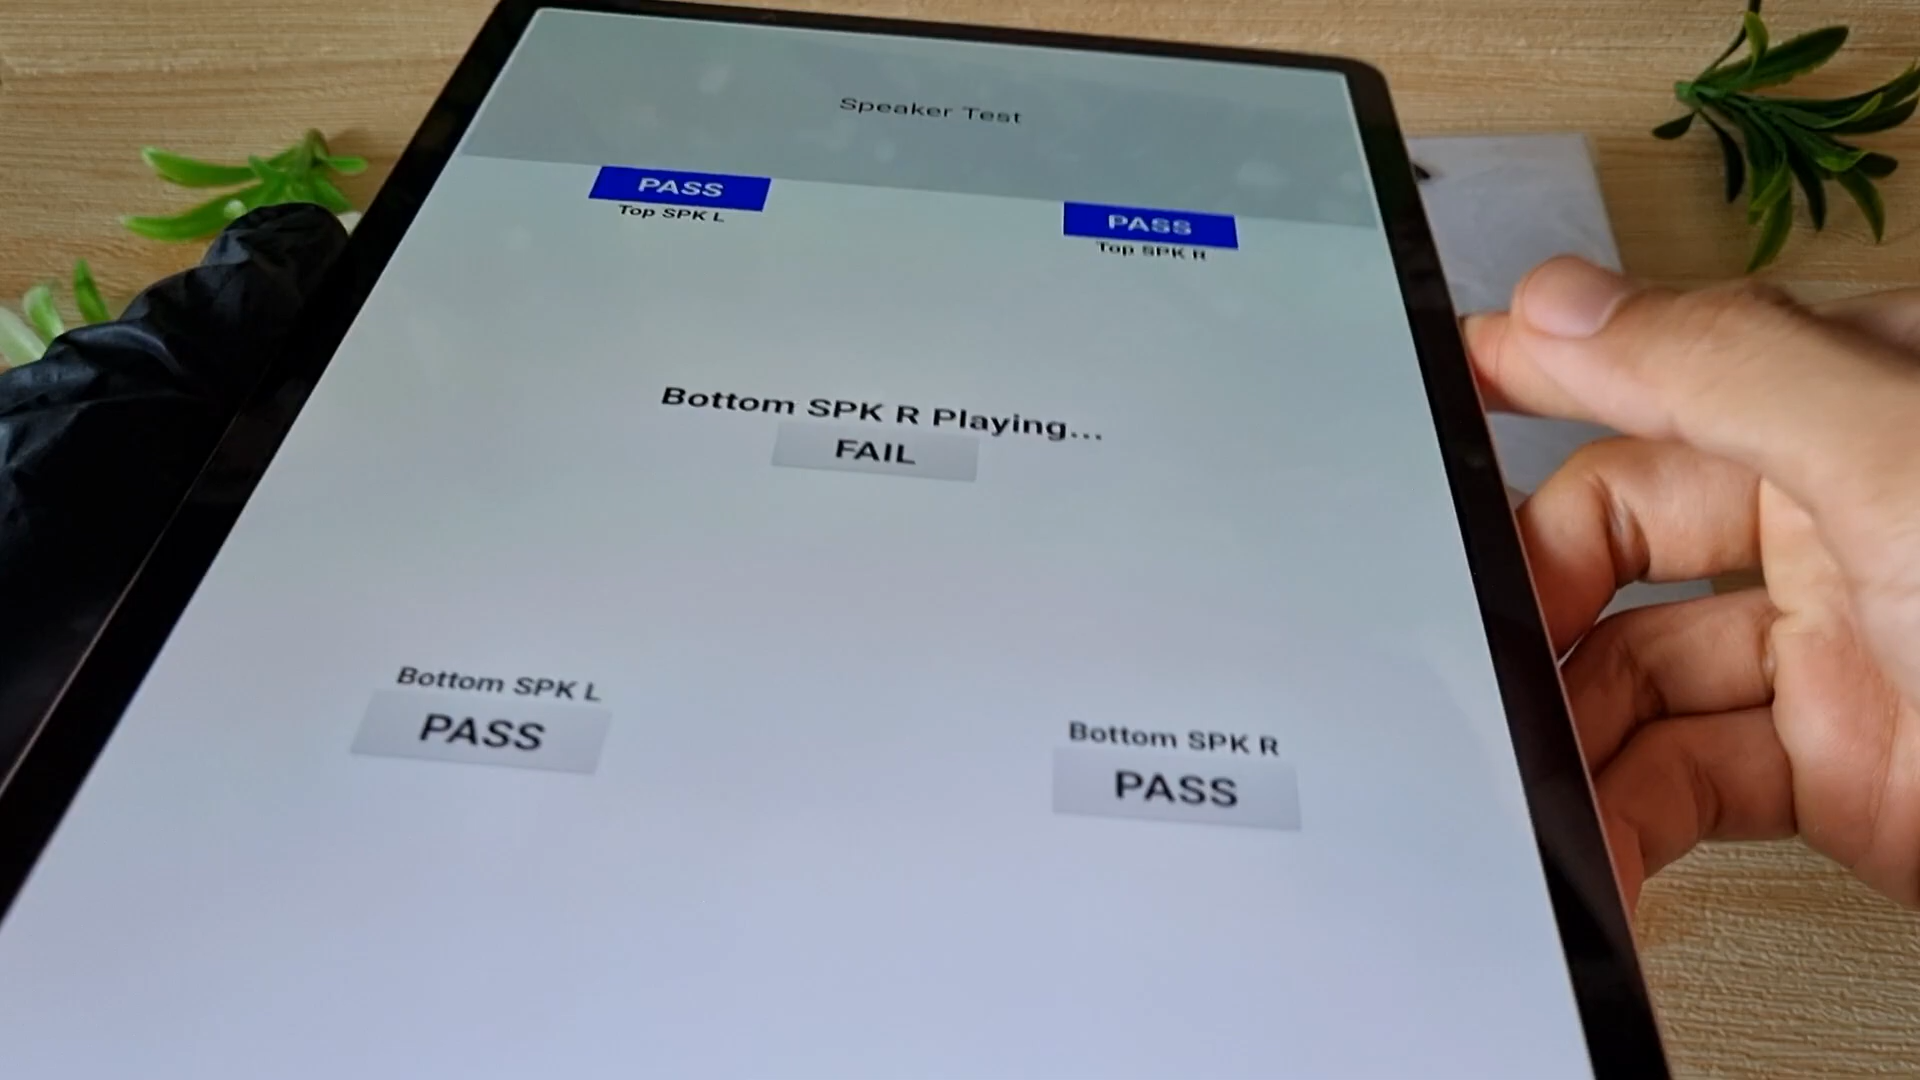 Speaker Test
PASS
Top SPK L
PASS
Top SPK R
Bottom SPK R Playing...
FAIL
Bottom SPK L
PASS
Bottom SPK R
PASS